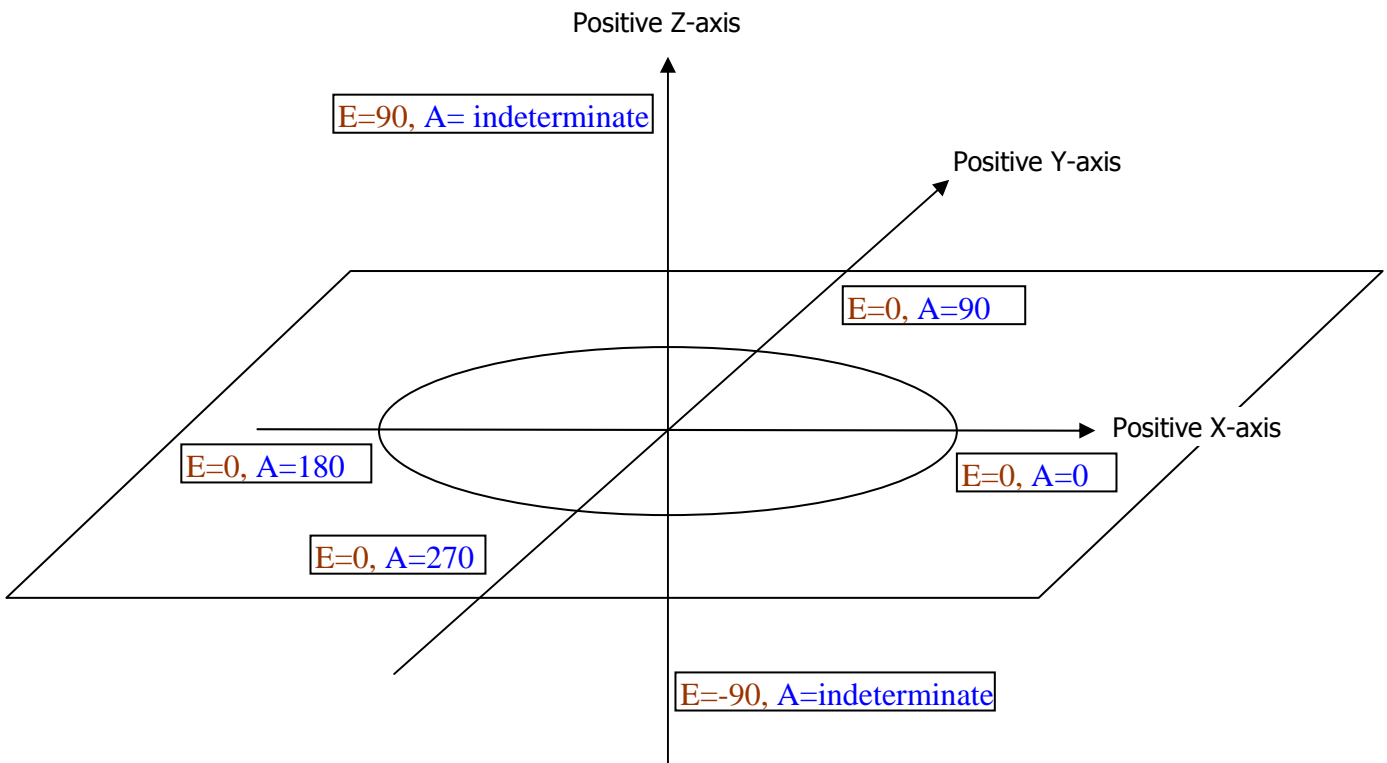 Positive Z-axis
E=90, A= indeterminate
Positive Y-axis
E=0, A=90
Positive X-axis
E=0, A=180
E=0, A=0
E=0, A=270
E=-90, A=indeterminate